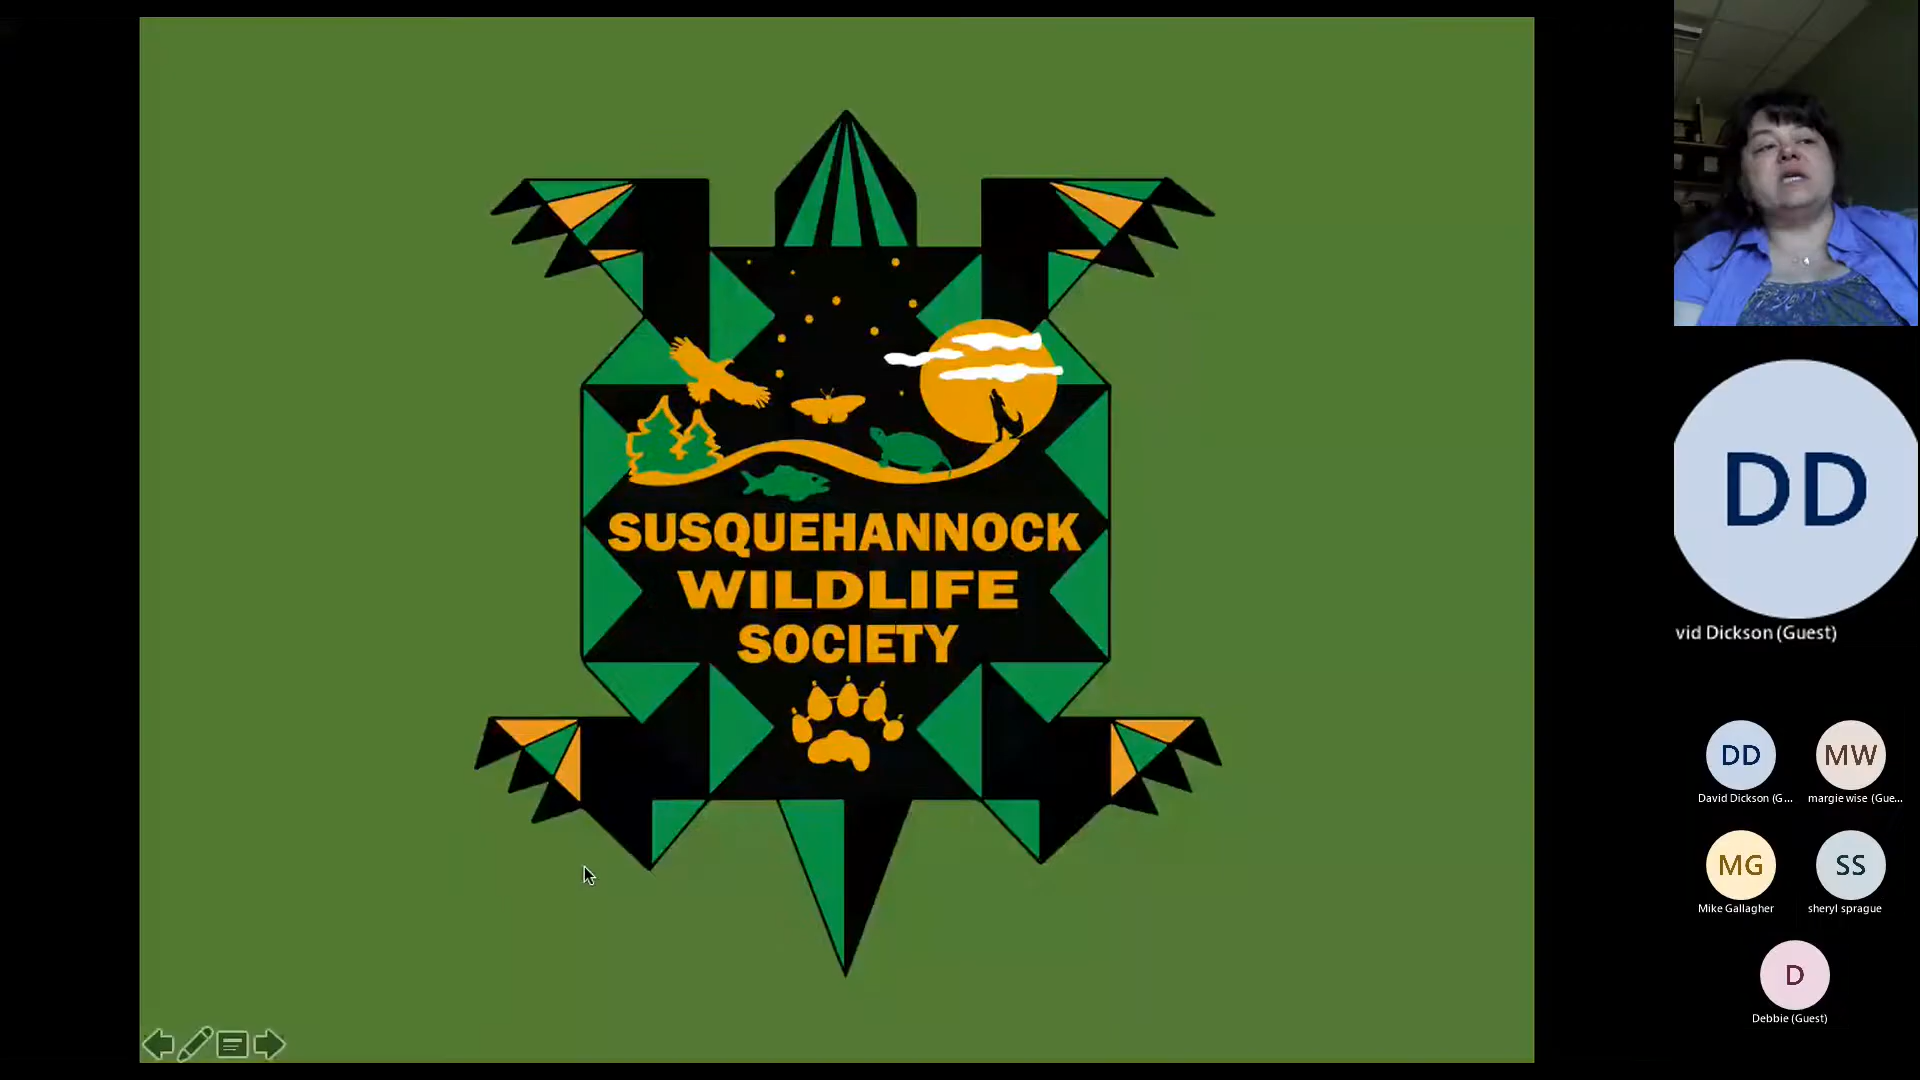 SUSQUEHANNOCK
WILDLIFE
SOCIETY
DD
vid Dickson (Guest)
DD
MW
David Dickson (G...
margie wise (Gue...
MG
SS
Mike Gallagher
sheryl sprague
D
Debbie (Guest)